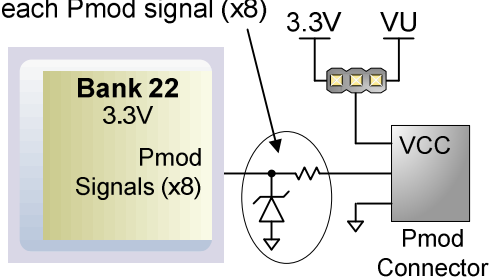 each Pmod signal (x8)
3.3V VU
Bank 22
3.3V
Pmod
Signals (x8)
VCC
Pmod
Connector